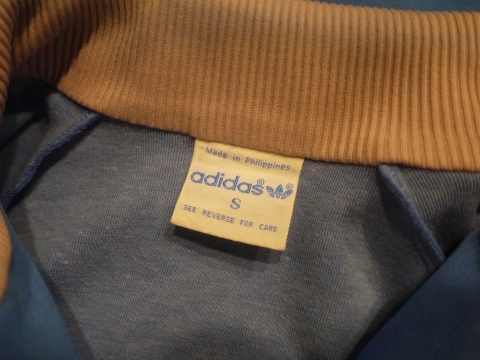 Made in Philippines
adidas®
S
SEE REVERSE FOR CARE